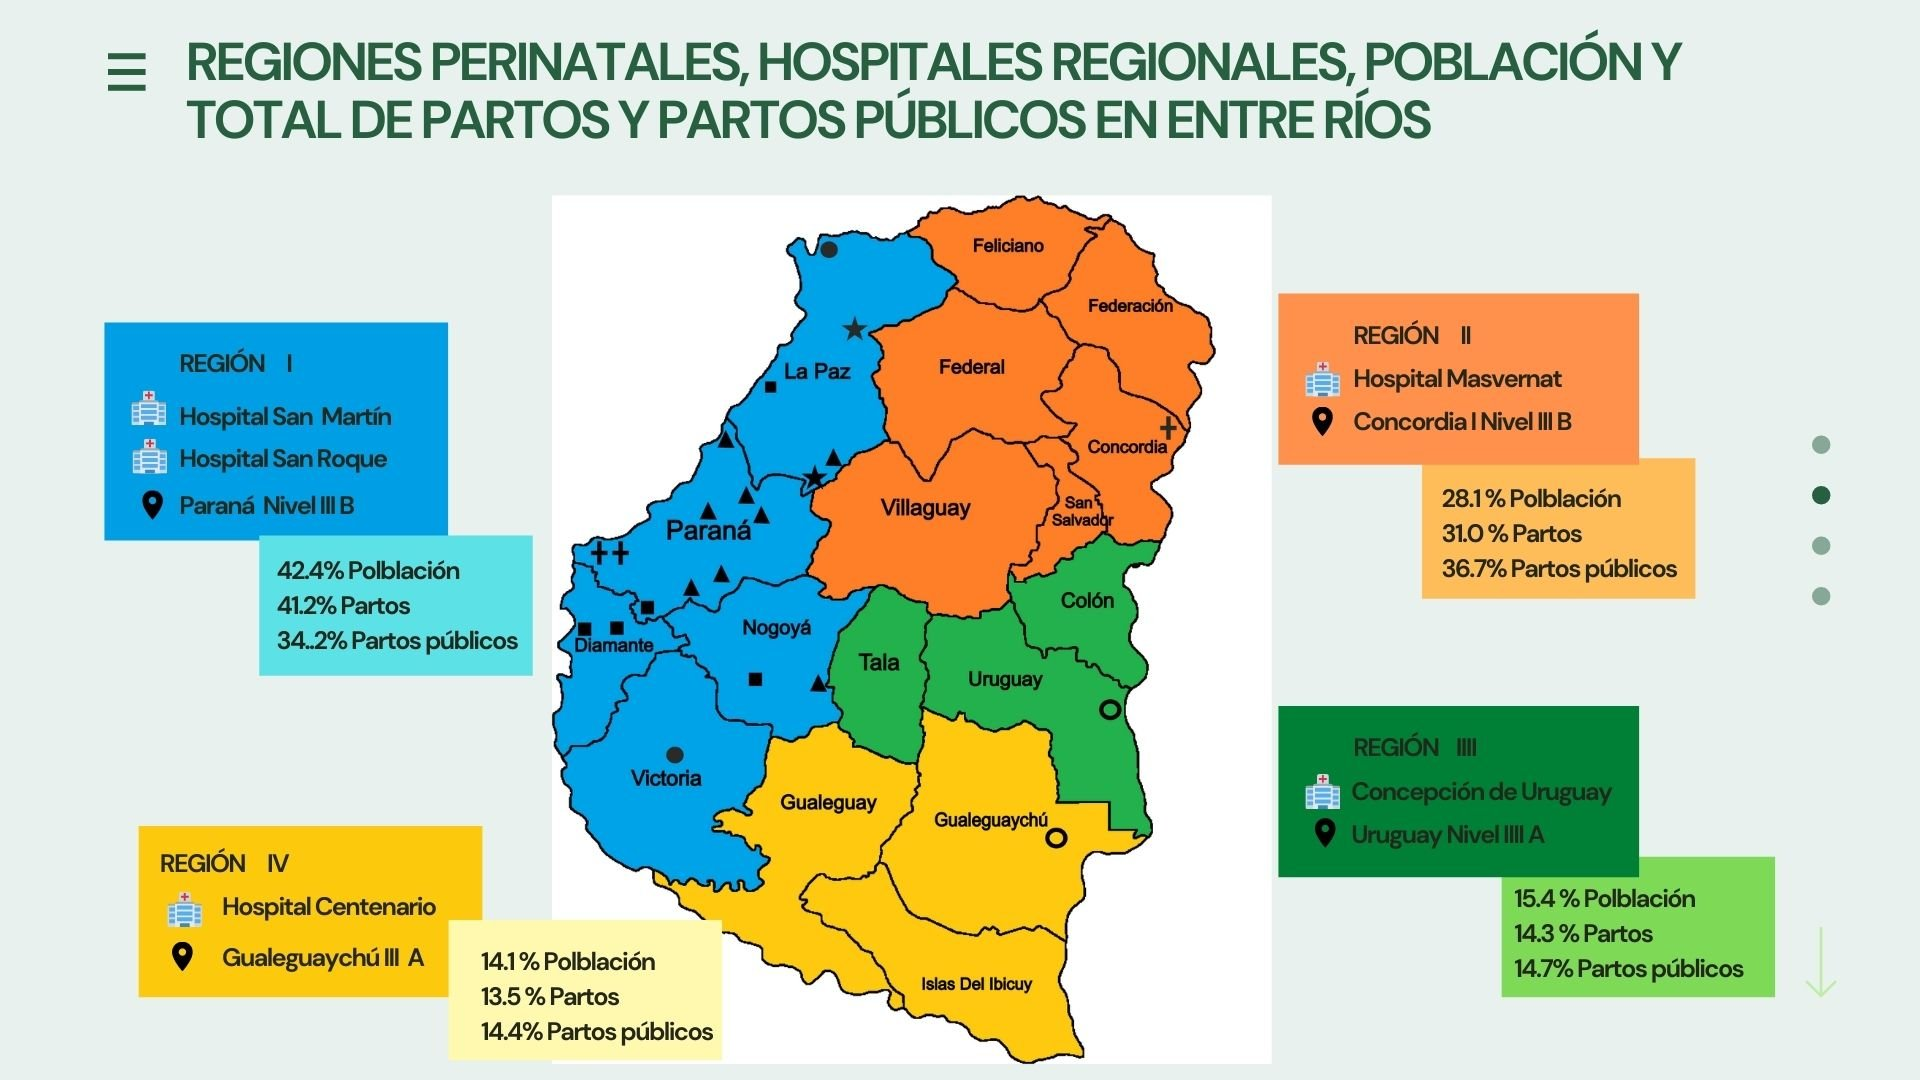 REGIONES PERINATALES, HOSPITALES REGIONALES, POBLACIÓN Y
TOTAL DE PARTOS Y PARTOS PÚBLICOS EN ENTRE RÍOS
REGIÓN I
Hospital San Martín
Hospital San Roque
Paraná Nivel III B
42.4% Polblación
41.2% Partos
34..2% Partos públicos
REGIÓN IV
Hospital Centenario
Gualeguaychú III A
14.1 % Polblación
13.5 % Partos
14.4% Partos públicos
Feliciano
Federación
La Paz
Federal
Concordia
Villaguay
San
Salvador
Paraná
Colón
Nogoyá
Diamante
Tala
Uruguay
Victoria
Gualeguay
Gualeguaychú
Islas Del Ibicuy
REGIÓN II
Hospital Masvernat
Concordia I Nivel III B
28.1 % Polblación
31.0 % Partos
36.7% Partos públicos
REGIÓN IIII
Concepción de Uruguay
Uruguay Nivel IIII A
15.4 % Polblación
14.3 % Partos
14.7% Partos públicos